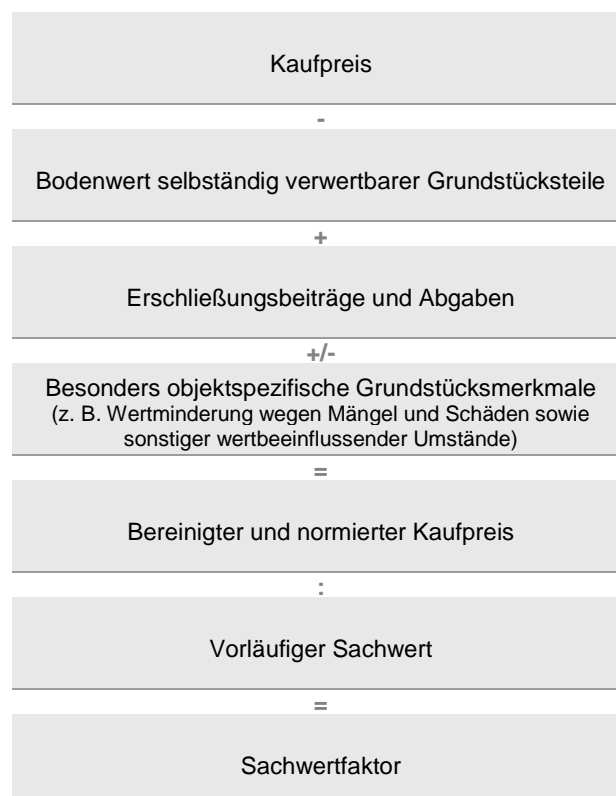 Kaufpreis
-
Bodenwert selbständig verwertbarer Grundstücksteile
+
Erschließungsbeiträge und Abgaben
+/-
Besonders objektspezifische Grundstücksmerkmale
(z. B. Wertminderung wegen Mängel und Schäden sowie
sonstiger wertbeeinflussender Umstände)
=
Bereinigter und normierter Kaufpreis
:
Vorläufiger Sachwert
=
Sachwertfaktor